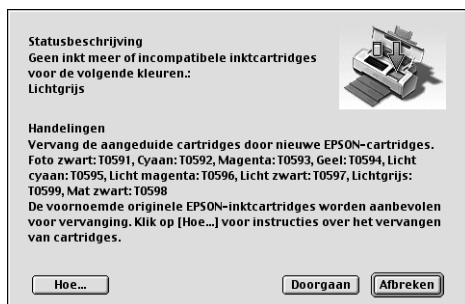 Statusbeschrijving
Geen inkt meer of incompatibele inktcartridges
voor de volgende kleuren.:
Lichtgrijs
Handelingen
Vervang de aangeduide cartridges door nieuwe EPSON-cartridges.
Foto zwart: T0591, Cyaan: T0592, Magenta: T0593, Geel: T0594, Licht
cyaan: T0595, Licht magenta: T0596, Licht zwart: T0597, Lichtgrijs:
T0599, Mat zwart: T0598
De voornoemde originele EPSON-inktcartridges worden aanbevolen
voor vervanging. Klik op [Hoe...] voor instructies over het vervangen
van cartridges.
Hoe... Doorgaan Afbreken